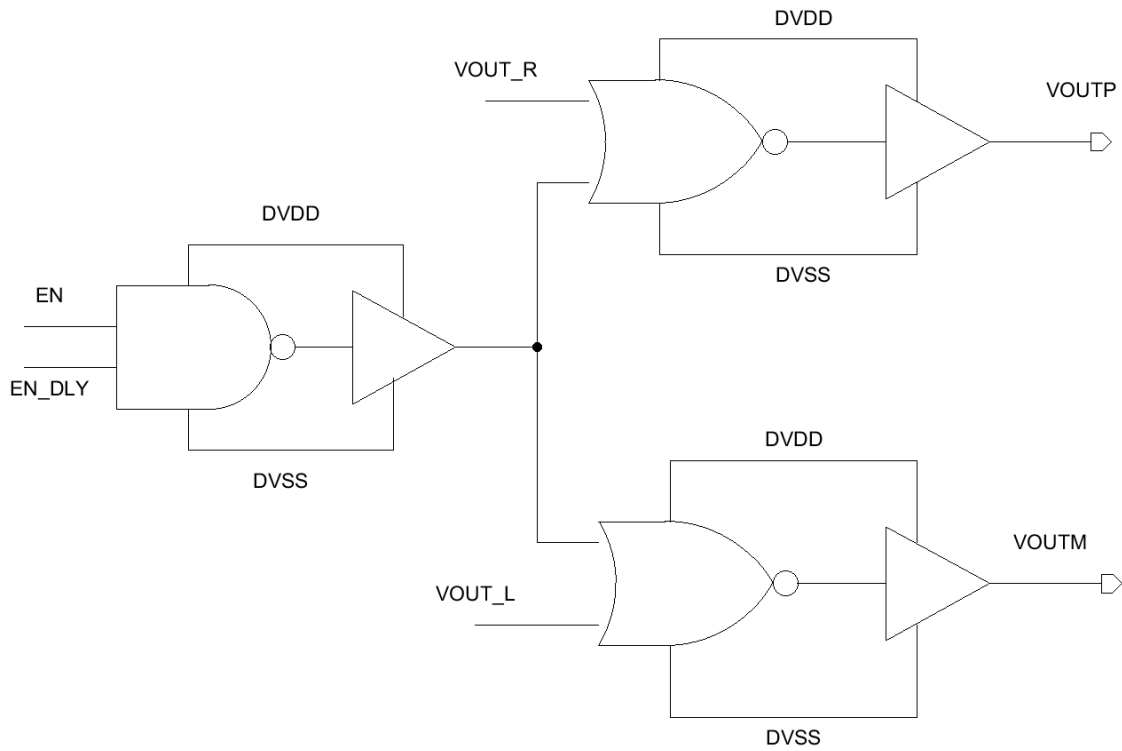 DVDD
VOUT_R
VOUTP
DVDD
DVSS
EN
EN_DLY
DVSS
DVDD
VOUTM
VOUT_L
DVSS